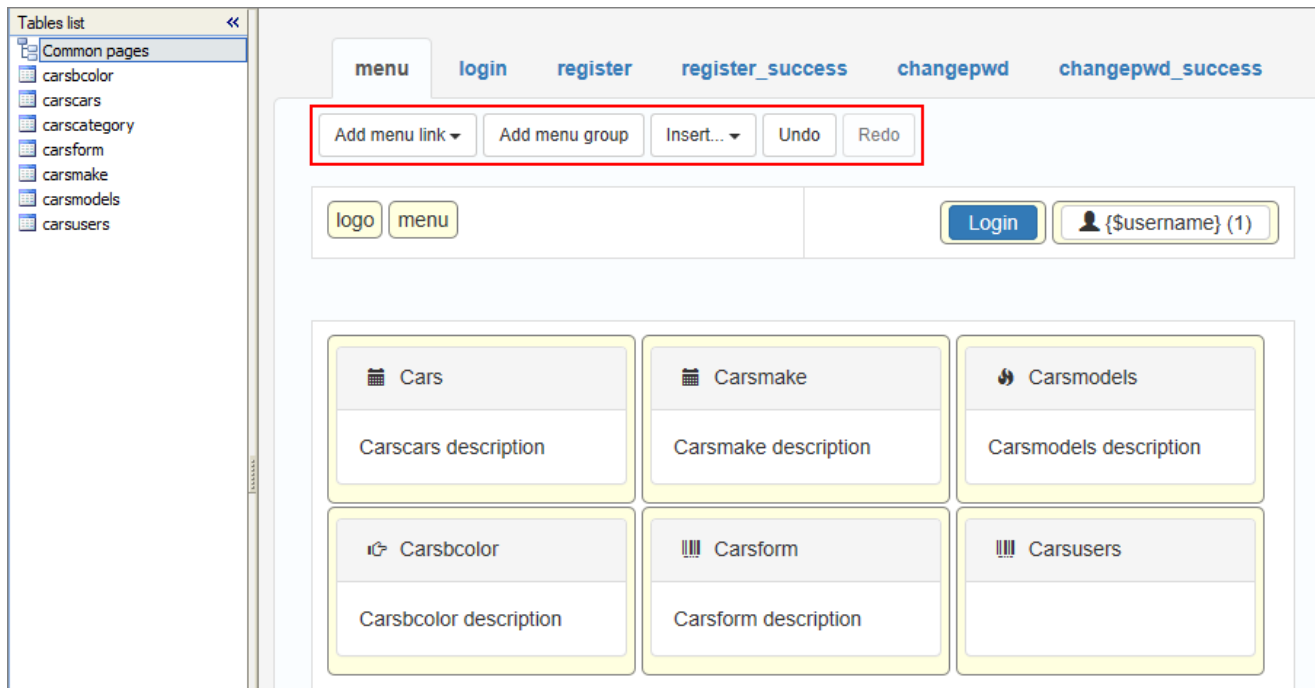 Tables list «
Common pages
carsbcolor
carscars
carscategory
carsform
carsmake
carsmodels
carsusers
menu login register register_success changepwd changepwd_success
Add menu link Add menu group Insert... Undo Redo
logo menu Login {$username} (1)
Cars Carsmake Carsmodels
Carscars description Carsmake description Carsmodels description
Carsbcolor Carsform Carsusers
Carsbcolor description Carsform description